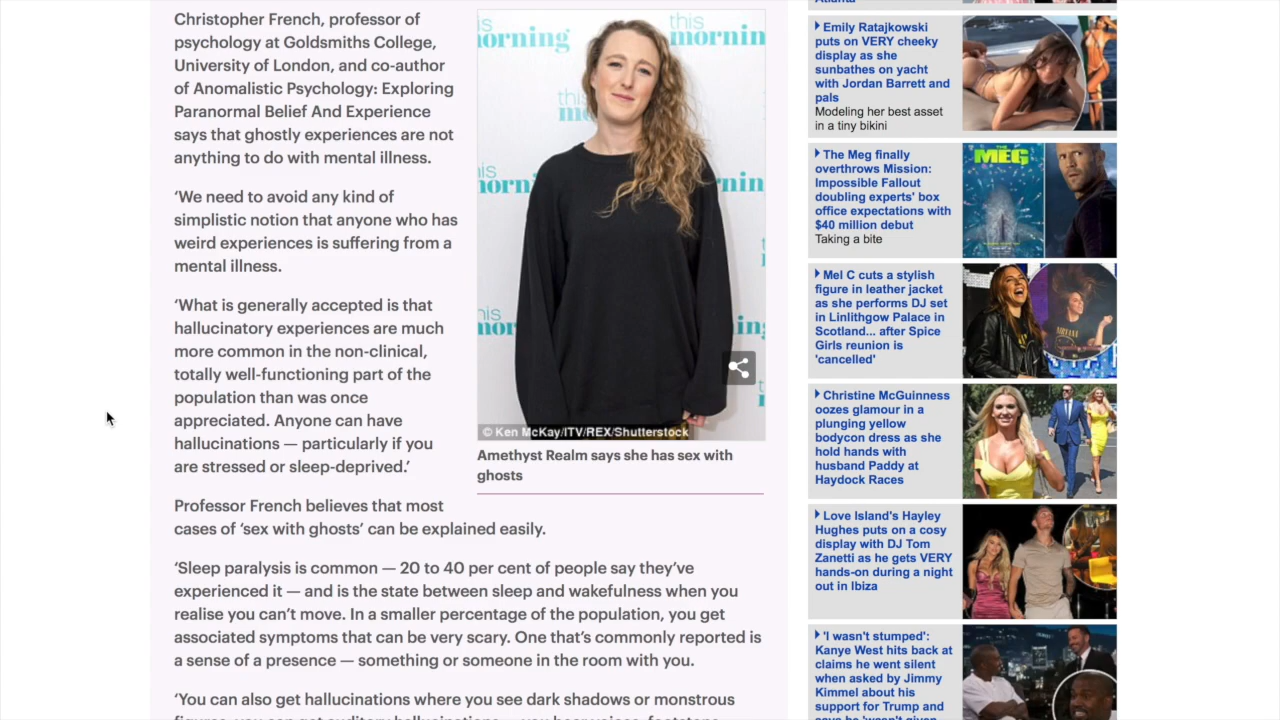 Christopher French, professor of
psychology at Goldsmiths College,
University of London, and co-author
of Anomalistic Psychology: Exploring
Paranormal Belief And Experience
says that ghostly experiences are not
anything to do with mental illness.
‘We need to avoid any kind of
simplistic notion that anyone who has
weird experiences is suffering from a
mental illness.
‘What is generally accepted is that
hallucinatory experiences are much
more common in the non-clinical,
totally well-functioning part of the
population than was once
appreciated. Anyone can have
hallucinations — particularly if you
are stressed or sleep-deprived.’
Professor French believes that most
cases of ‘sex with ghosts’ can be explained easily.
‘Sleep paralysis is common — 20 to 40 per cent of people say they’ve
experienced it — and is the state between sleep and wakefulness when you
realise you can’t move. In a smaller percentage of the population, you get
associated symptoms that can be very scary. One that’s commonly reported is
a sense of a presence — something or someone in the room with you.
‘You can also get hallucinations where you see dark shadows or monstrous
this
morning
this
© Ken McKay/ITV/REX/Shutterstock
Amethyst Realm says she has sex with
ghosts
Emily Ratajkowski
puts on VERY cheeky
display as she
sunbathes on yacht
with Jordan Barrett and
pals
Modeling her best asset
in a tiny bikini
The Meg finally
overthrows Mission:
Impossible Fallout
doubling experts' box
office expectations with
$40 million debut
Taking a bite
THE MEG
Mel C cuts a stylish
figure in leather jacket
as she performs DJ set
in Linlithgow Palace in
Scotland... after Spice
Girls reunion is
'cancelled'
NIRVANA
Christine McGuinness
oozes glamour in a
plunging yellow
bodycon dress as she
hold hands with
husband Paddy at
Haydock Races
Love Island's Hayley
Hughes puts on a cosy
display with DJ Tom
Zanetti as he gets VERY
hands-on during a night
out in Ibiza
'I wasn't stumped':
Kanye West hits back at
claims he went silent
when asked by Jimmy
Kimmel about his
support for Trump and